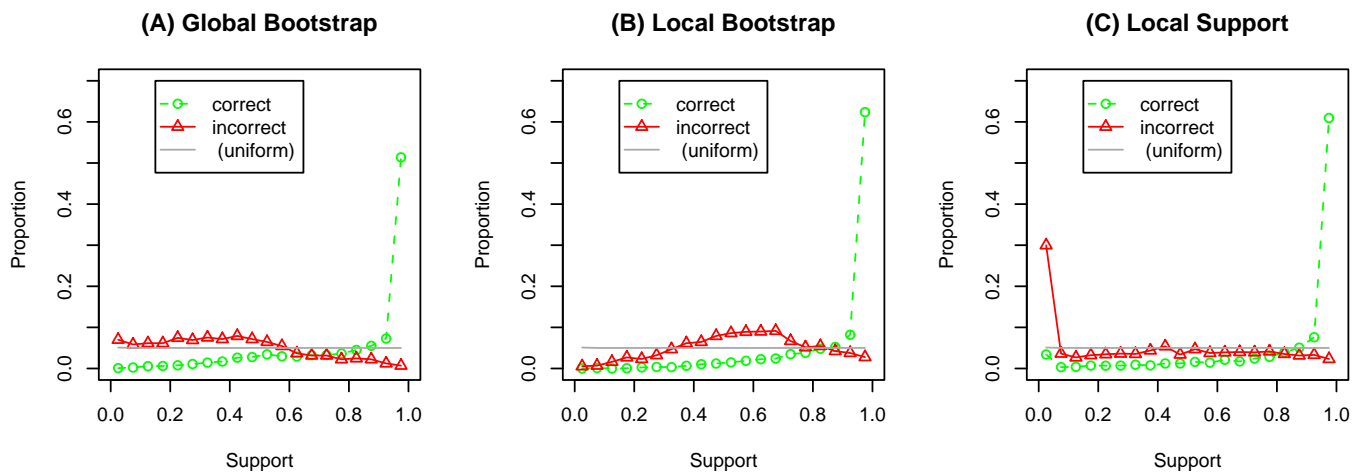 (A) Global Bootstrap
correct
incorrect
(uniform)
Proportion
0.0 0.2 0.4 0.6
0.0 0.2 0.4 0.6 0.8 1.0
Support
(B) Local Bootstrap
correct
incorrect
(uniform)
Proportion
0.0 0.2 0.4 0.6
0.0 0.2 0.4 0.6 0.8 1.0
Support
(C) Local Support
correct
incorrect
(uniform)
Proportion
0.0 0.2 0.4 0.6
0.0 0.2 0.4 0.6 0.8 1.0
Support